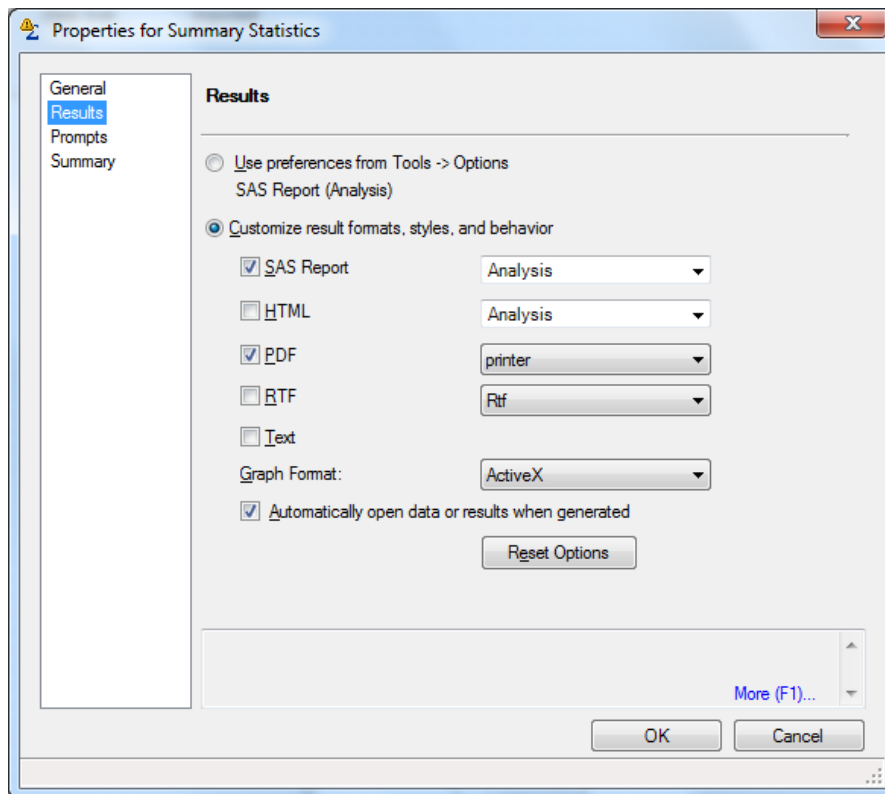 Properties for Summary Statistics
General
Results
Prompts
Summary
Results
Use preferences from Tools -> Options
SAS Report (Analysis)
Customize result formats, styles, and behavior
SAS Report Analysis
HTML Analysis
PDF printer
RTF Rtf
Text
Graph Format: ActiveX
Automatically open data or results when generated
Reset Options
More (F1)...
OK Cancel